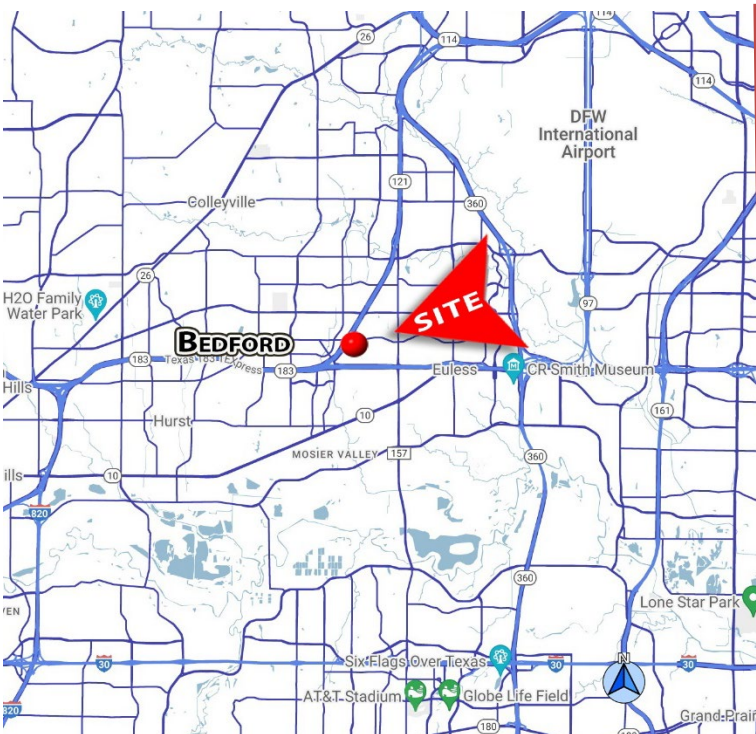 26
114
114
DFW
International
Airport
121
Colleyville
360
26
H2O Family
Water Park
97
SITE
BEDFORD
183
Texas 183 TEXpress
183
Euless
CR Smith Museum
Hills
161
10
Hurst
MOSIER VALLEY
157
360
10
ills
820
360
Lone Star Park
VEN
30
Six Flags Over Texas
30
30
N
AT&T Stadium
Globe Life Field
820
180
Grand Prair
180